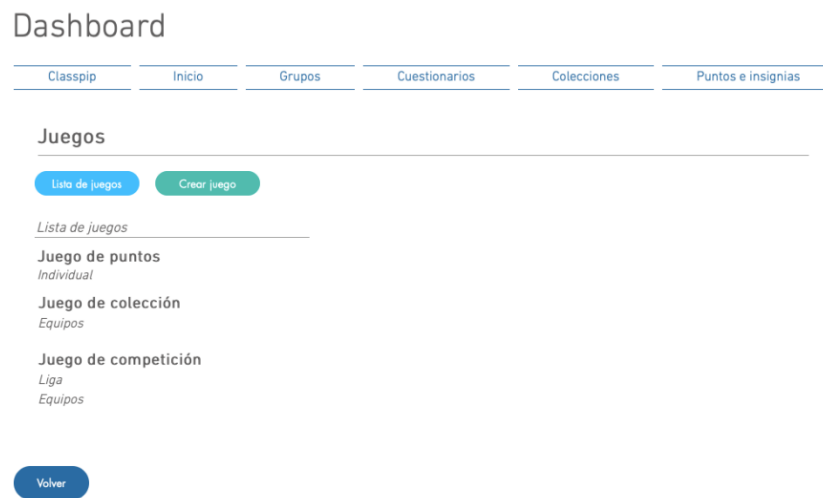 Dashboard
Classpip Inicio Grupos Cuestionarios Colecciones Puntos e insignias
Juegos
Lista de juegos Crear juego
Lista de juegos
Juego de puntos
Individual
Juego de colección
Equipos
Juego de competición
Liga
Equipos
Volver